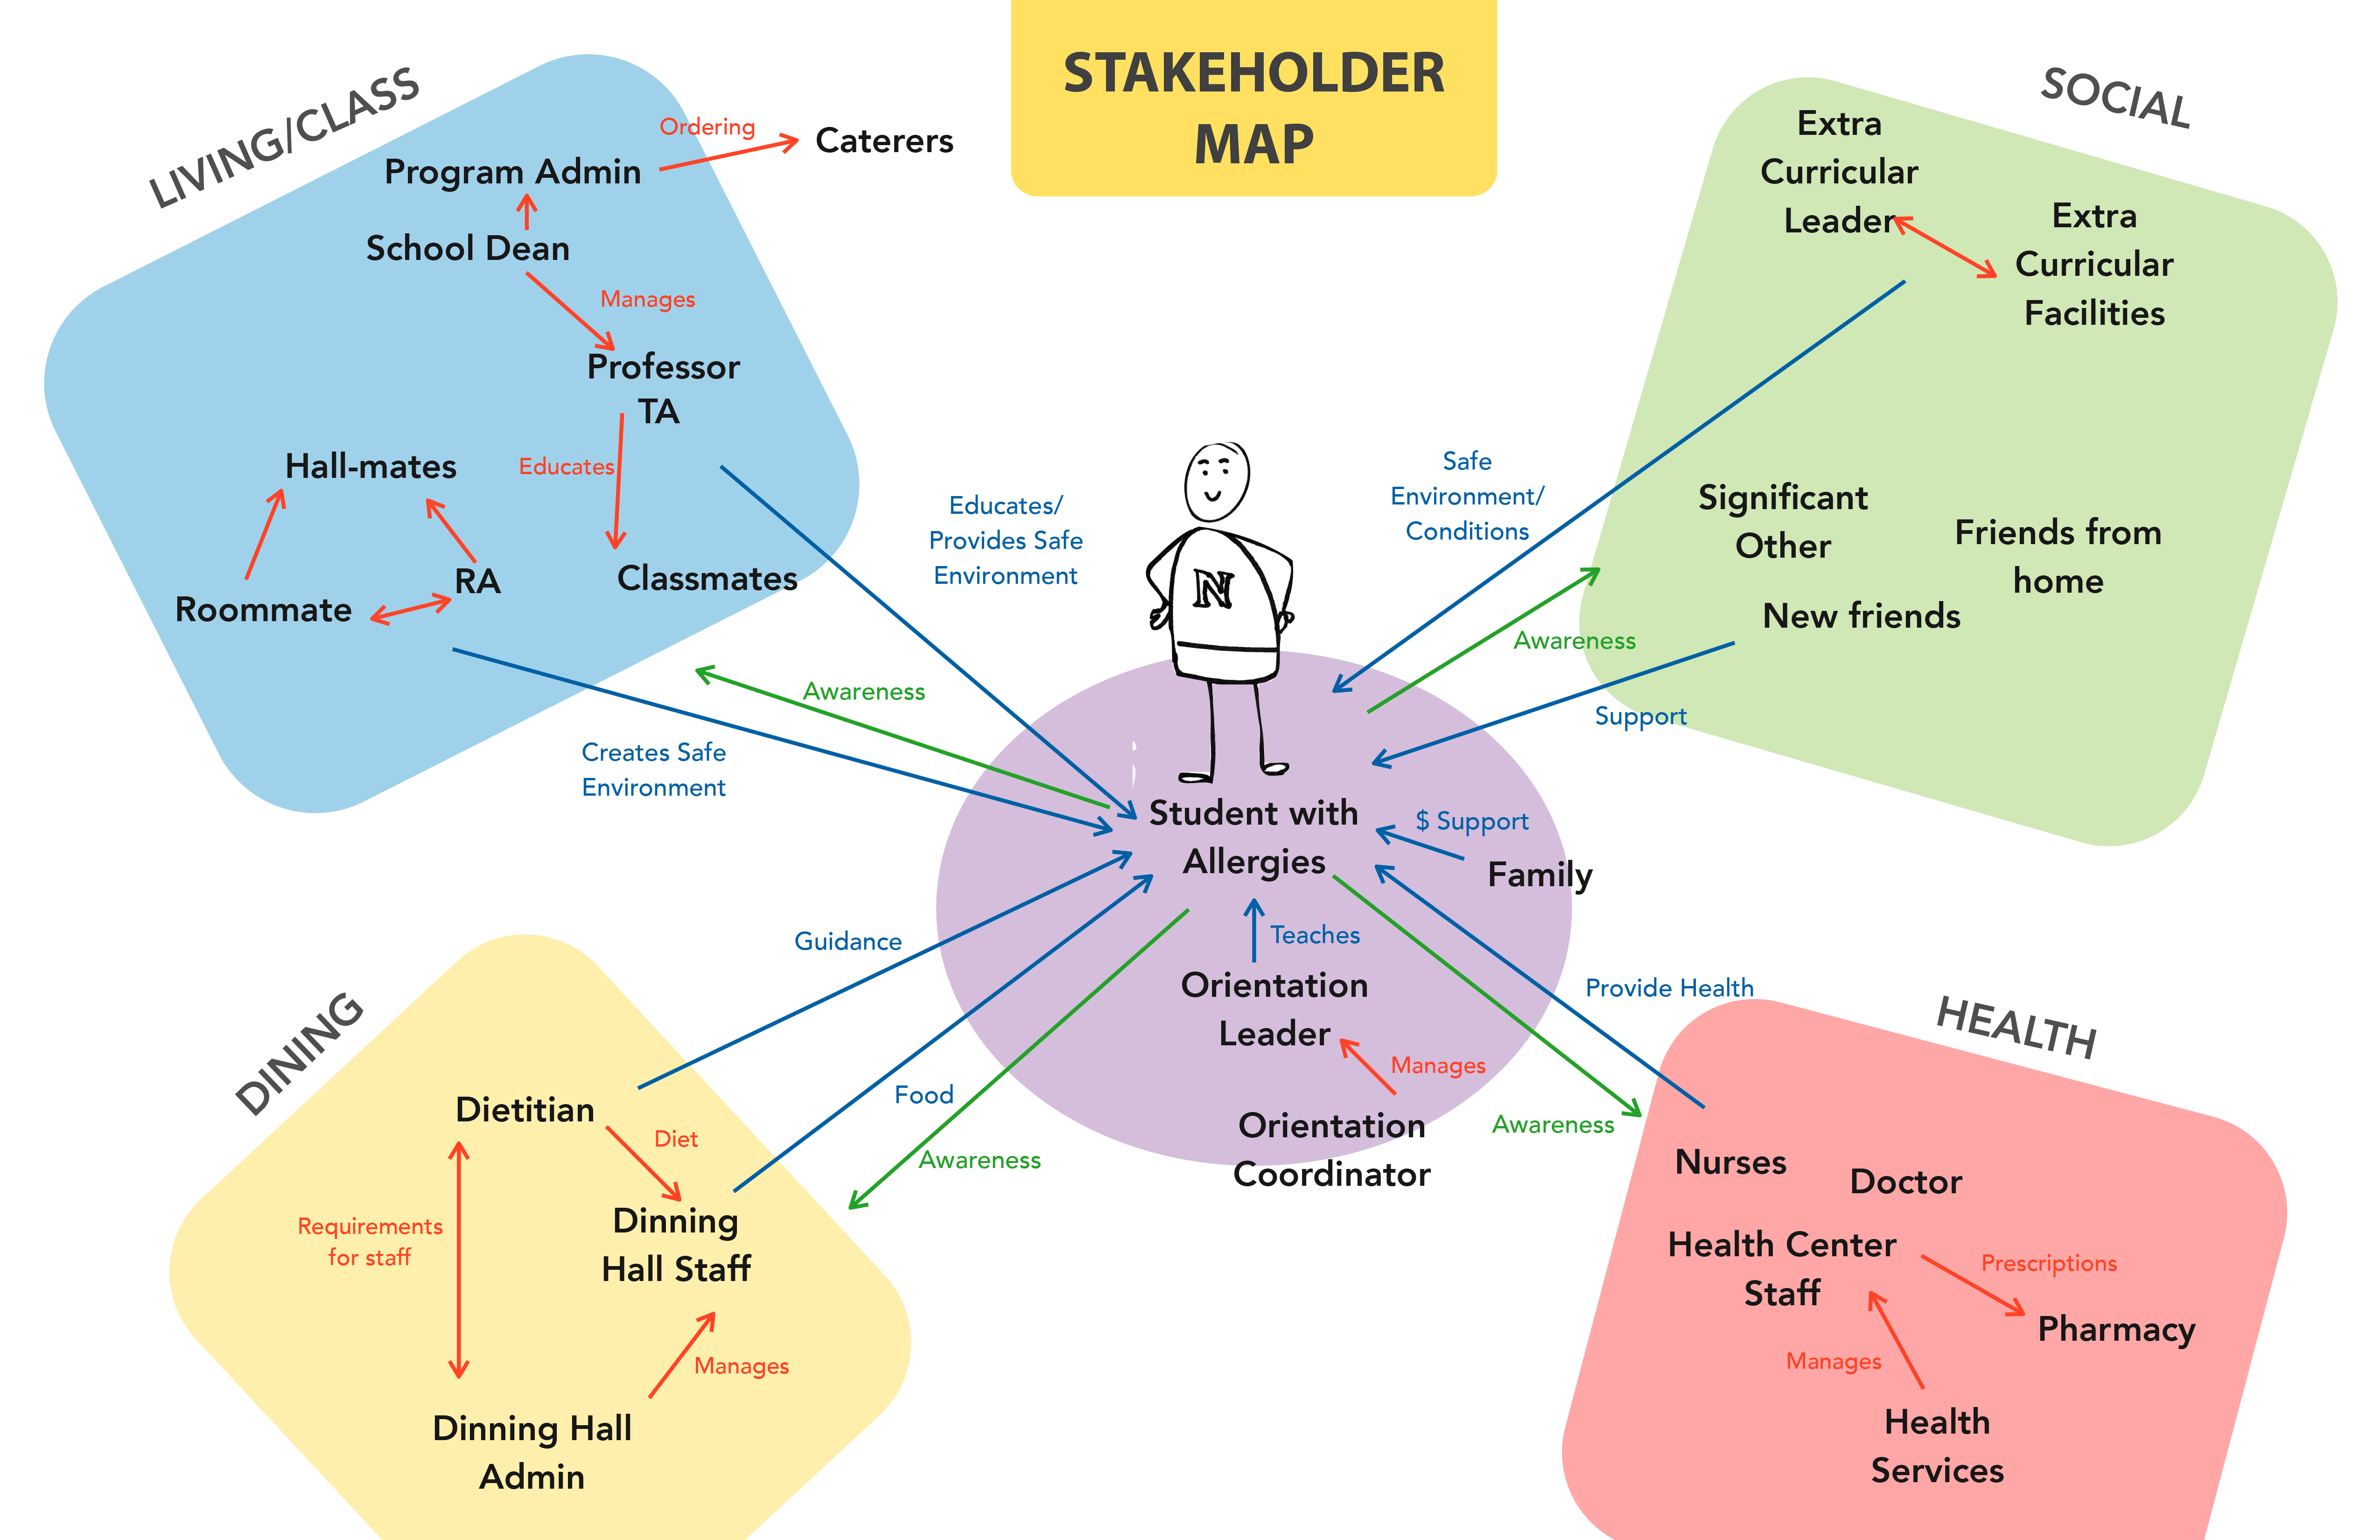 STAKEHOLDER
MAP
LIVING/CLASS
Ordering
Caterers
Program Admin
School Dean
Manages
Professor
TA
Educates
Hall-mates
RA
Roommate
Classmates
Educates/
Provides Safe
Environment
Awareness
Creates Safe
Environment
SOCIAL
Extra
Curricular
Leader
Extra
Curricular
Facilities
Safe
Environment/
Conditions
Significant
Other
Friends from
home
New friends
Awareness
Support
N
Student with
Allergies
$ Support
Family
Teaches
Orientation
Leader
Manages
Orientation
Coordinator
DINING
Guidance
Food
Awareness
Dietitian
Diet
Requirements
for staff
Dinning
Hall Staff
Manages
Dinning Hall
Admin
HEALTH
Provide Health
Awareness
Nurses
Doctor
Health Center
Staff
Prescriptions
Pharmacy
Manages
Health
Services